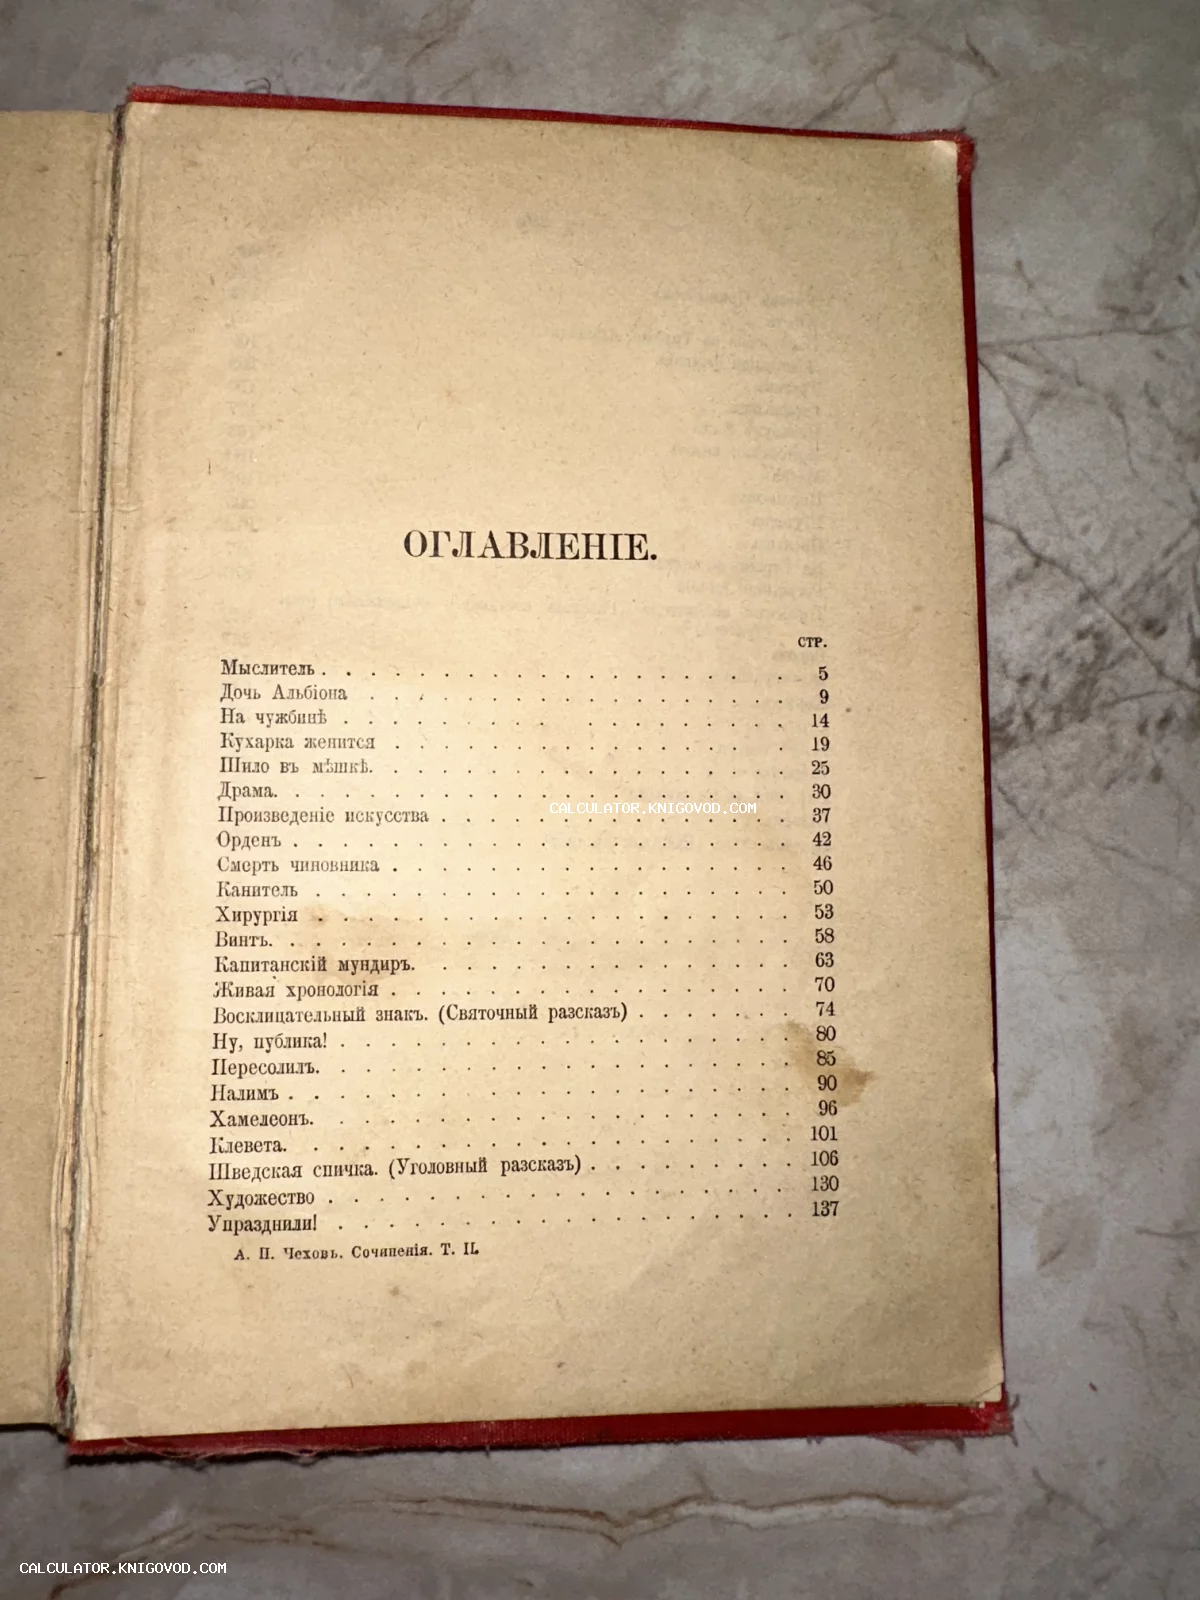 ОГЛАВЛЕНІЕ.
СТР.
Мыслитель . . . . . . . . . . . . . . . . . . 5
Дочь Альбіона . . . . . . . . . . . . . . . . . 9
На чужбинѣ . . . . . . . . . . . . . . . . . 14
Кухарка женится . . . . . . . . . . . . . . . 19
Шило въ мѣшкѣ. . . . . . . . . . . . . . . . . 25
Драма. . . . . . . . . . . . . . . . . . . . . 30
Произведеніе искусства . . . . . . . . . . . . . . 37
Орденъ . . . . . . . . . . . . . . . . . . . . 42
Смерть чиновника . . . . . . . . . . . . . . . . 46
Канитель . . . . . . . . . . . . . . . . . . . 50
Хирургія . . . . . . . . . . . . . . . . . . . 53
Винтъ. . . . . . . . . . . . . . . . . . . . . 58
Капитанскій мундиръ. . . . . . . . . . . . . . . 63
Живая хронологія . . . . . . . . . . . . . . . . 70
Восклицательный знакъ. (Святочный разсказъ) . . . . . . . 74
Ну, публика! . . . . . . . . . . . . . . . . . . 80
Пересолилъ. . . . . . . . . . . . . . . . . . . 85
Налимъ . . . . . . . . . . . . . . . . . . . . 90
Хамелеонъ. . . . . . . . . . . . . . . . . . . 96
Клевета. . . . . . . . . . . . . . . . . . . . 101
Шведская спичка. (Уголовный разсказъ) . . . . . . . . . 106
Художество . . . . . . . . . . . . . . . . . . 130
Упразднили! . . . . . . . . . . . . . . . . . . 137
А. П. Чеховъ. Сочиненія. Т. II.
CALCULATOR.KNIGOVOD.COM
CALCULATOR.KNIGOVOD.COM